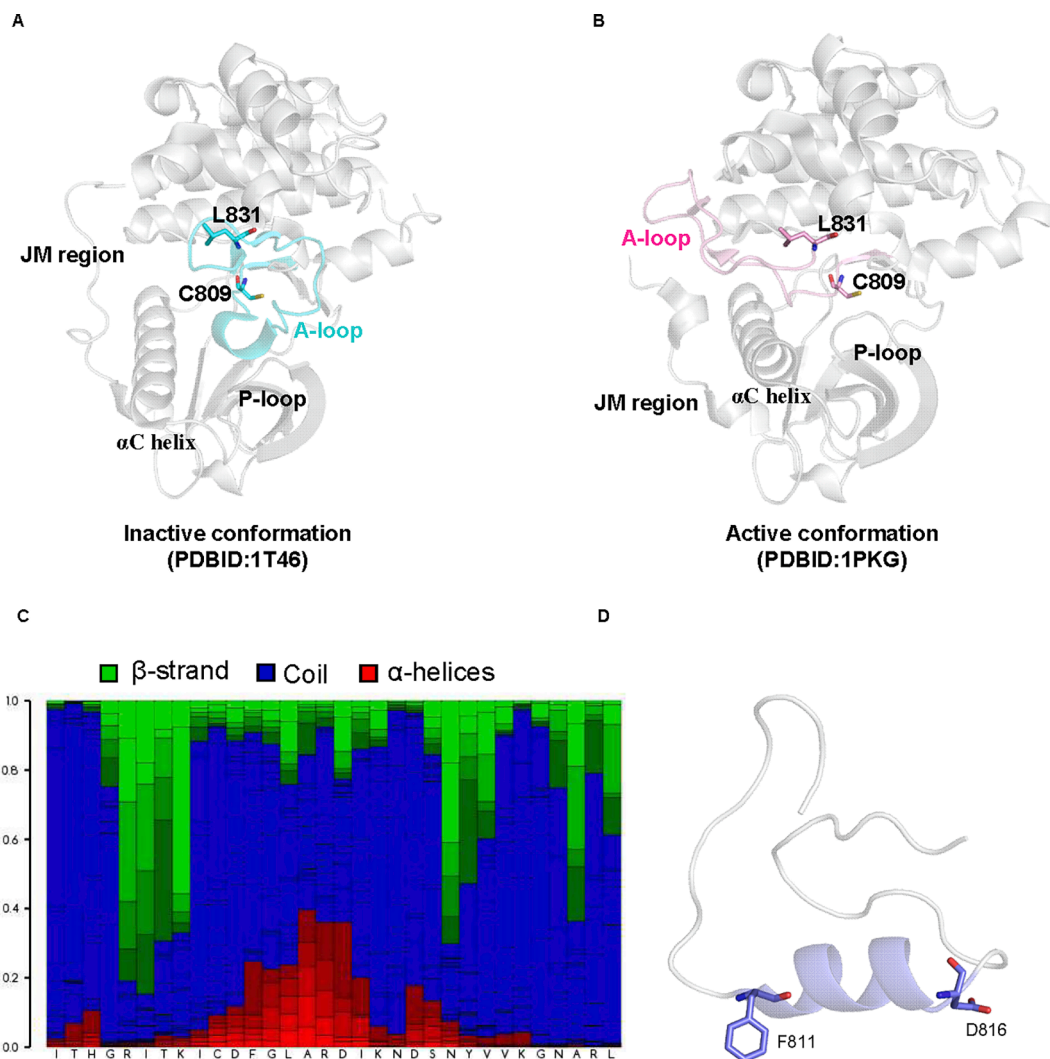 A
B
L831
JM region
C809
A-loop
P-loop
αC helix
Inactive conformation
(PDBID:1T46)
L831
A-loop
C809
P-loop
JM region
αC helix
Active conformation
(PDBID:1PKG)
C
D
β-strand Coil α-helices
1.0
0.8
0.6
0.4
0.2
0.0
I T H G R I T K I C D F G L A R D I K N D S N Y V V K G N A R L
F811
D816